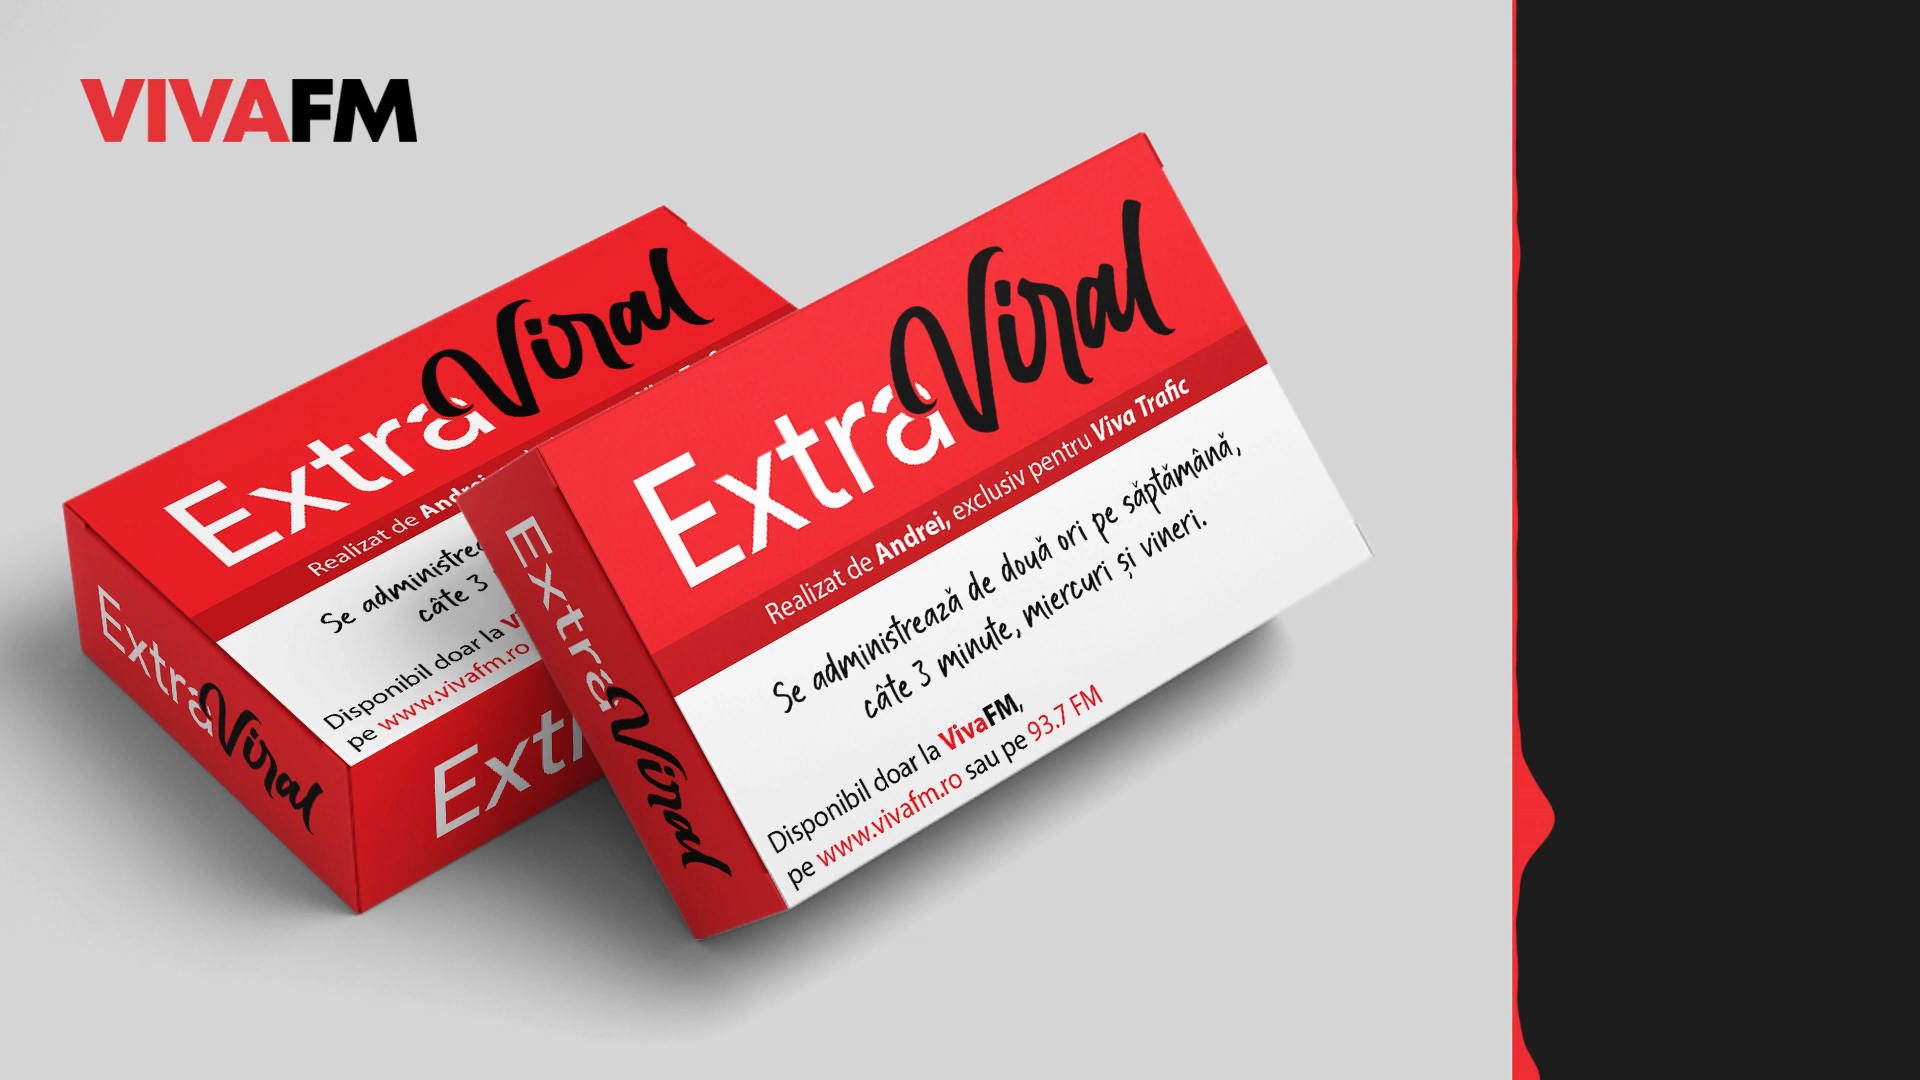 VIVAFM
ExtraViral
Realizat de Andrei
Se administrea
câte 3
Disponibil doar la V
pe www.vivafm.ro
ExtraViral
Extr
ExtraViral
Realizat de Andrei, exclusiv pentru Viva Trafic
Se administrează de două ori pe săptămână,
câte 3 minute, miercuri și vineri.
Disponibil doar la VivaFM,
pe www.vivafm.ro sau pe 93.7 FM
ExtraViral